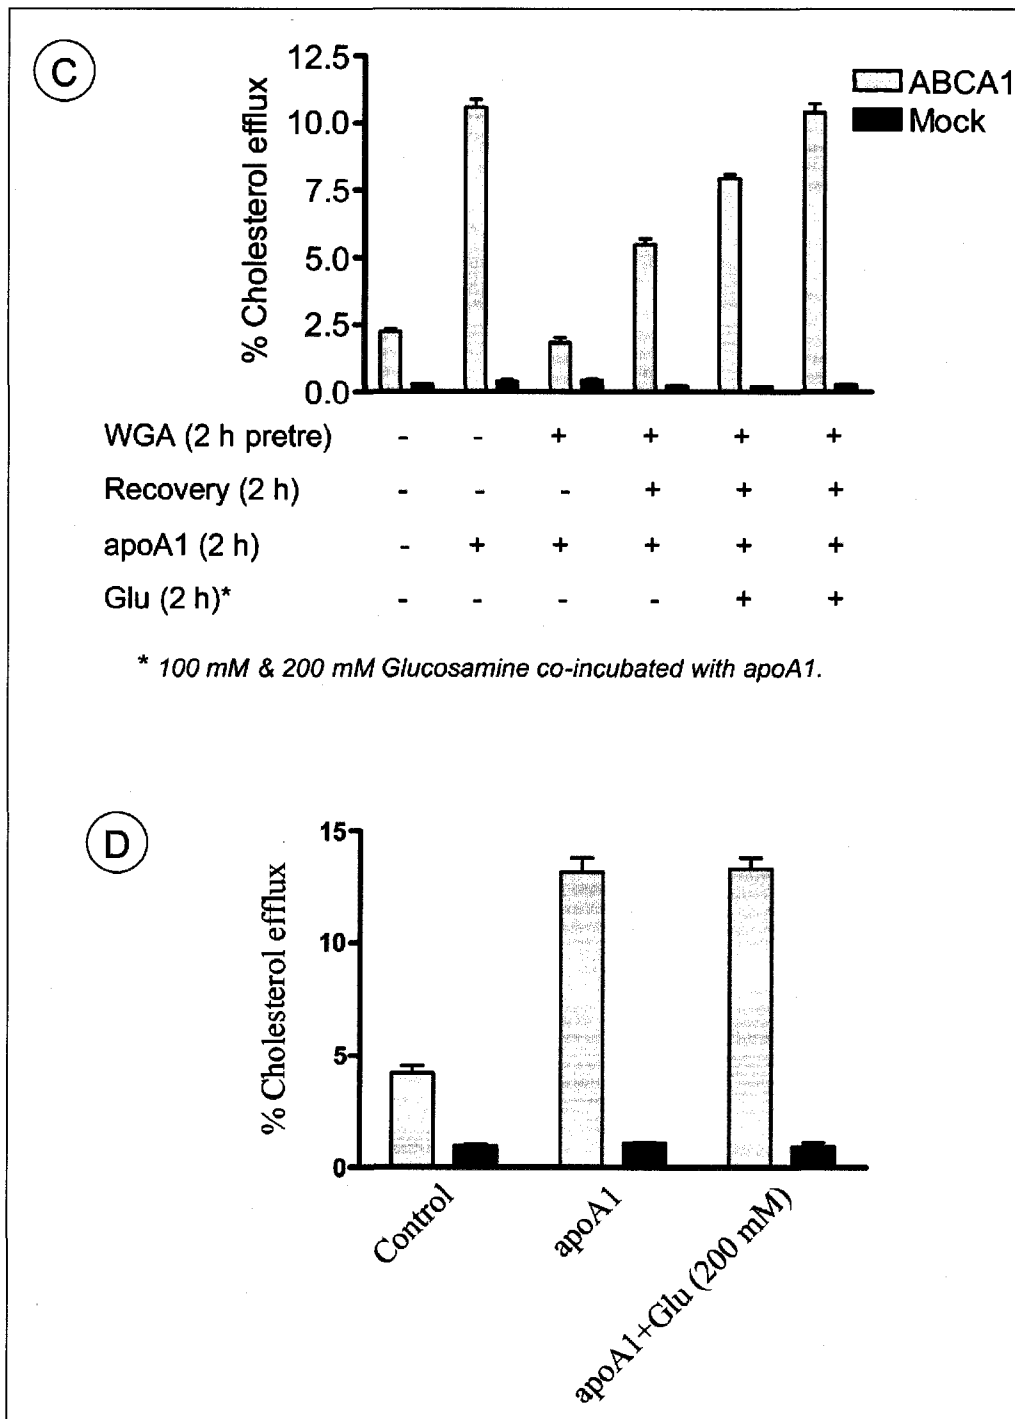 C
12.5
10.0
7.5
5.0
2.5
0.0
% Cholesterol efflux
ABCA1
Mock
WGA (2 h pretre) - - + + + +
Recovery (2 h) - - - + + +
apoA1 (2 h) - + + + + +
Glu (2 h)* - - - - + +
* 100 mM & 200 mM Glucosamine co-incubated with apoA1.
D
15
10
5
0
% Cholesterol efflux
Control
apoA1
apoA1+Glu (200 mM)